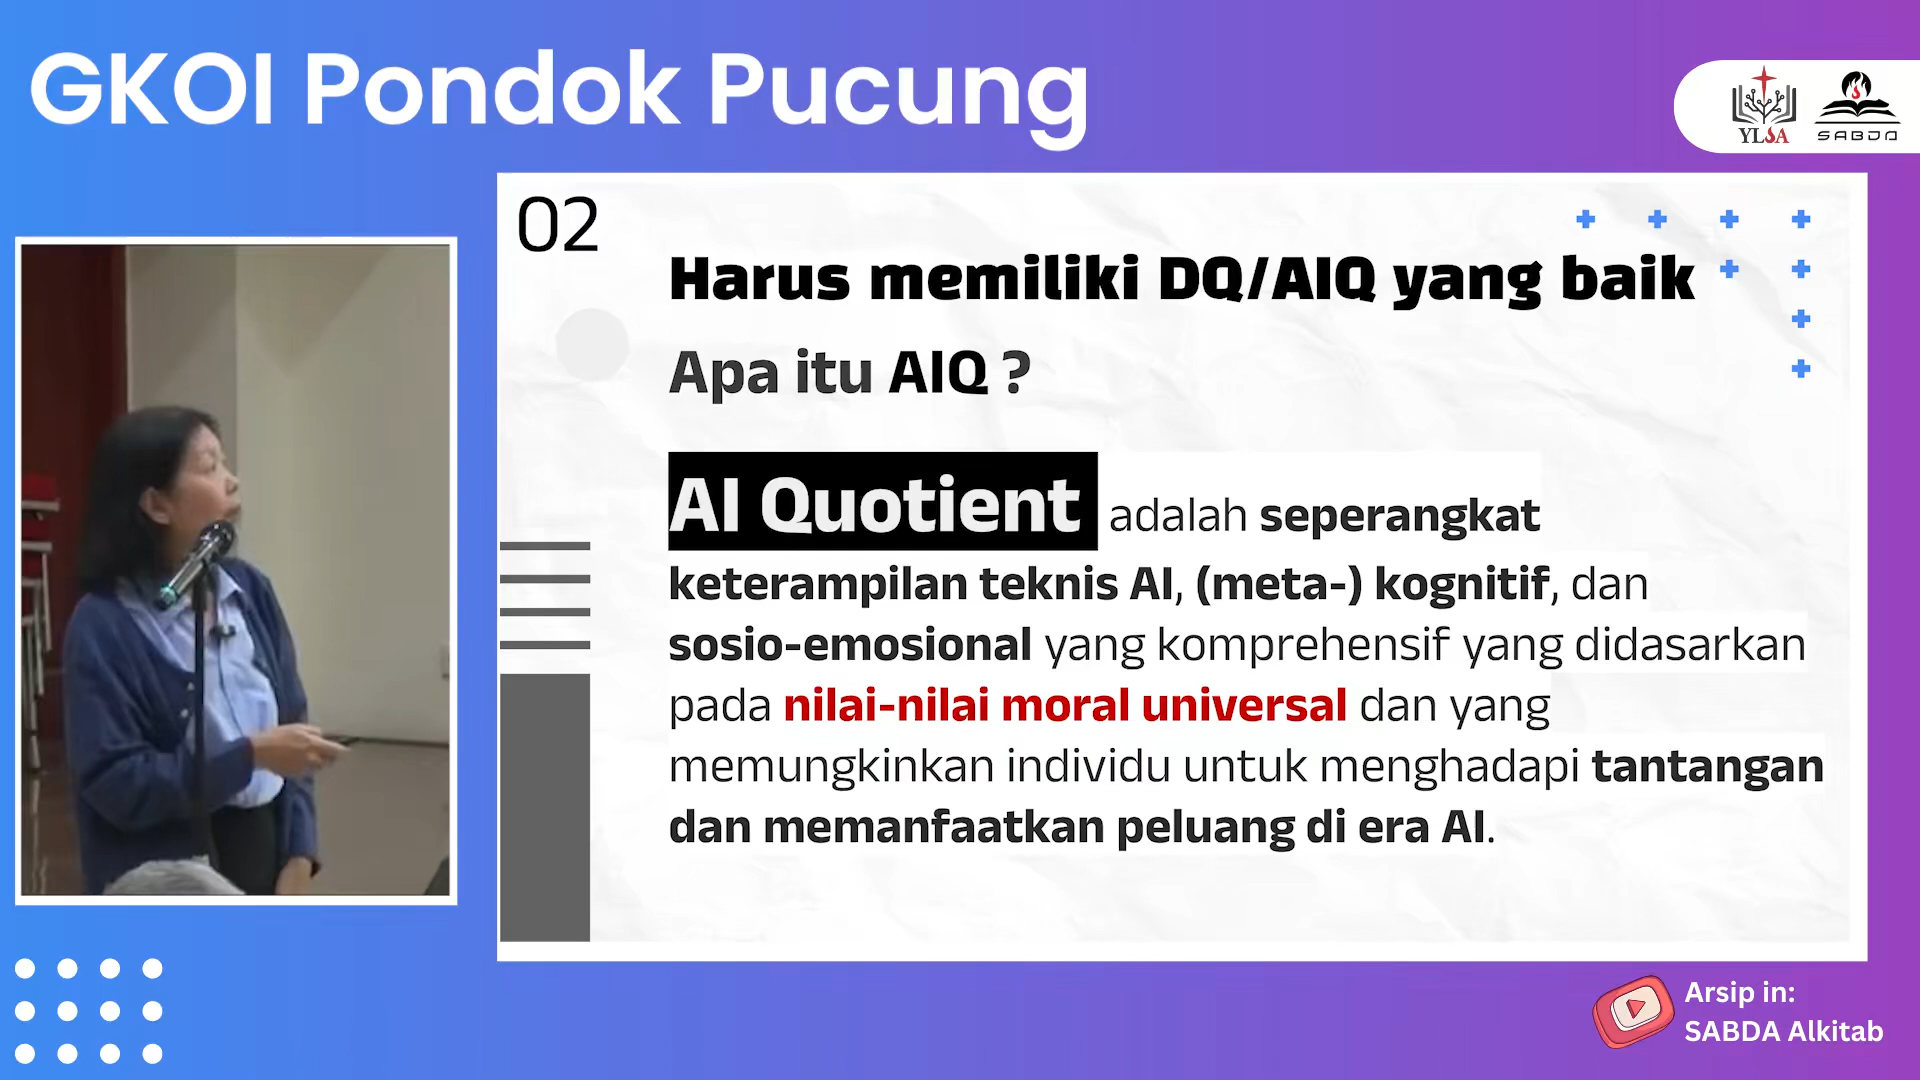 GKOI Pondok Pucung
YLSA
SABDA
02
Harus memiliki DQ/AIQ yang baik
Apa itu AIQ ?
AI Quotient adalah seperangkat
keterampilan teknis AI, (meta-) kognitif, dan
sosio-emosional yang komprehensif yang didasarkan
pada nilai-nilai moral universal dan yang
memungkinkan individu untuk menghadapi tantangan
dan memanfaatkan peluang di era AI.
Arsip in:
SABDA Alkitab